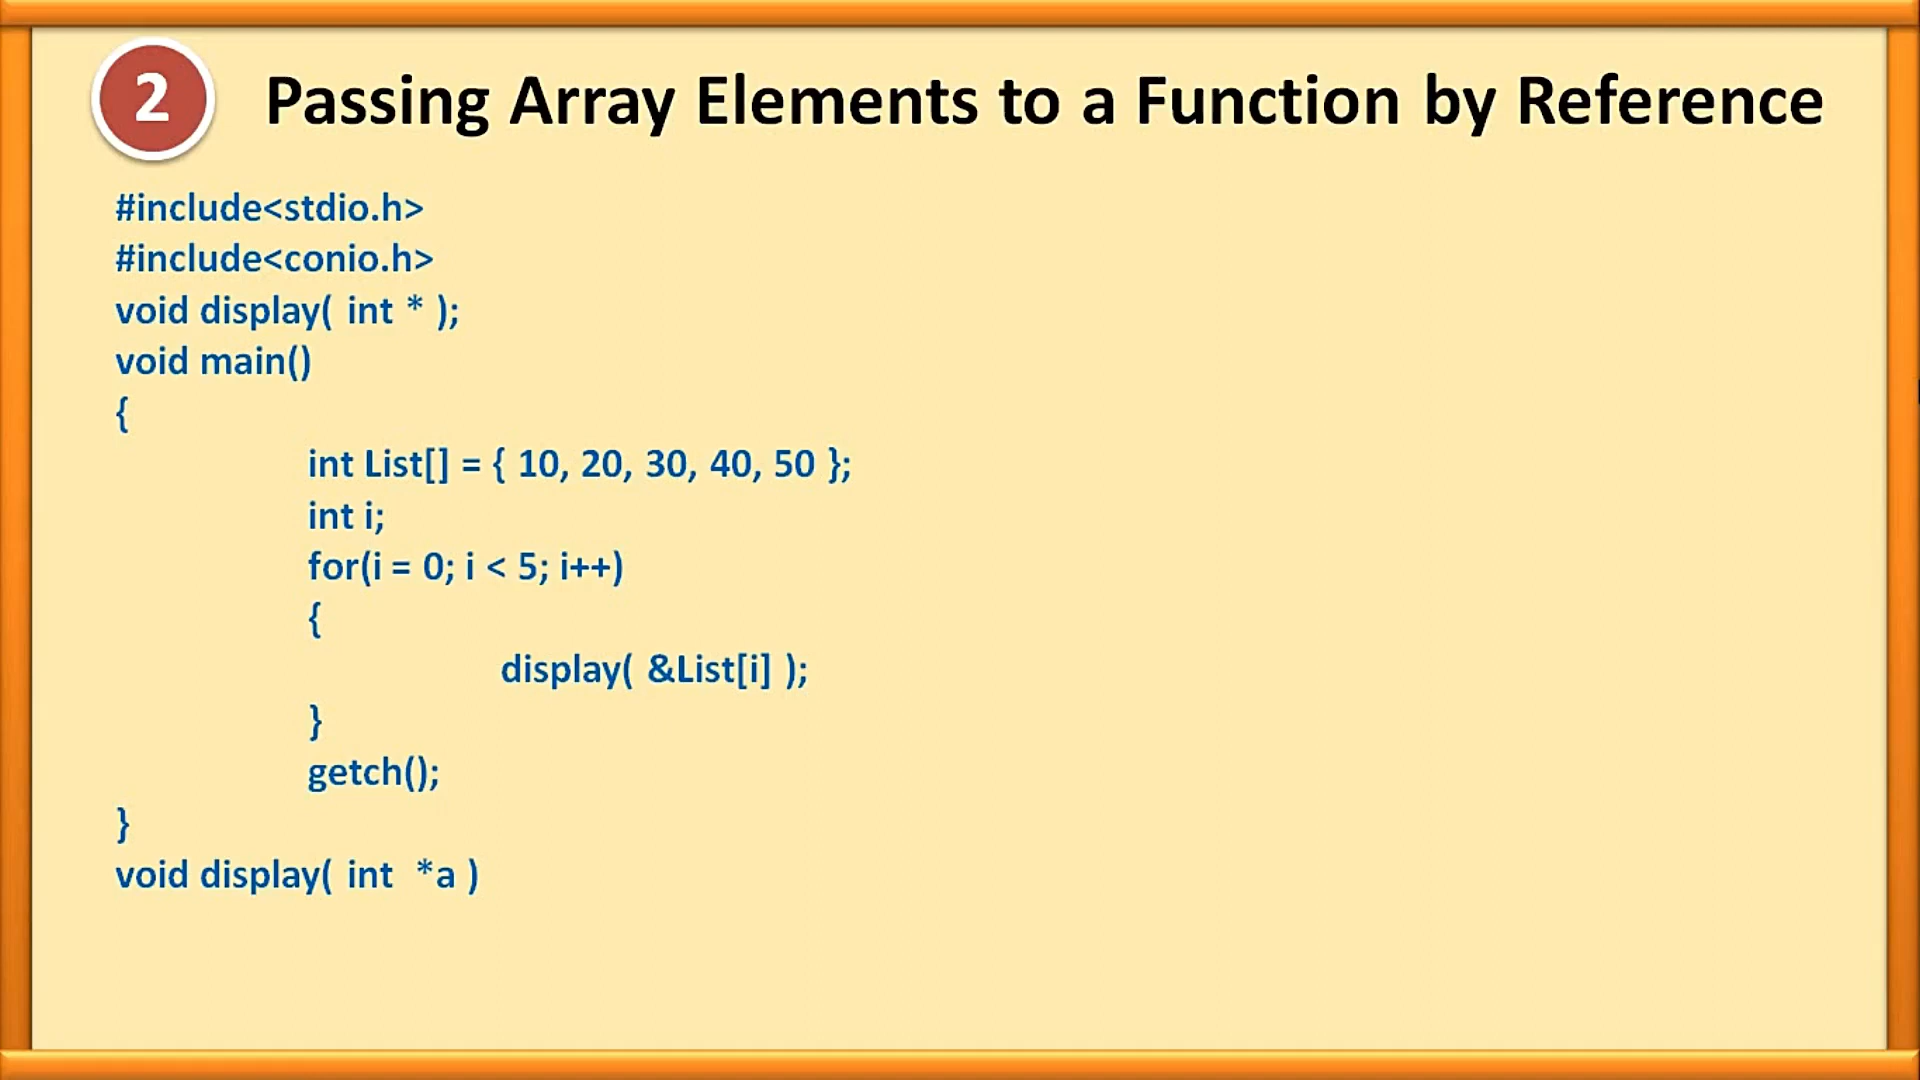 2 Passing Array Elements to a Function by Reference
#include<stdio.h>
#include<conio.h>
void display( int * );
void main()
{
int List[] = { 10, 20, 30, 40, 50 };
int i;
for(i = 0; i < 5; i++)
{
display( &List[i] );
}
getch();
}
void display( int  *a )